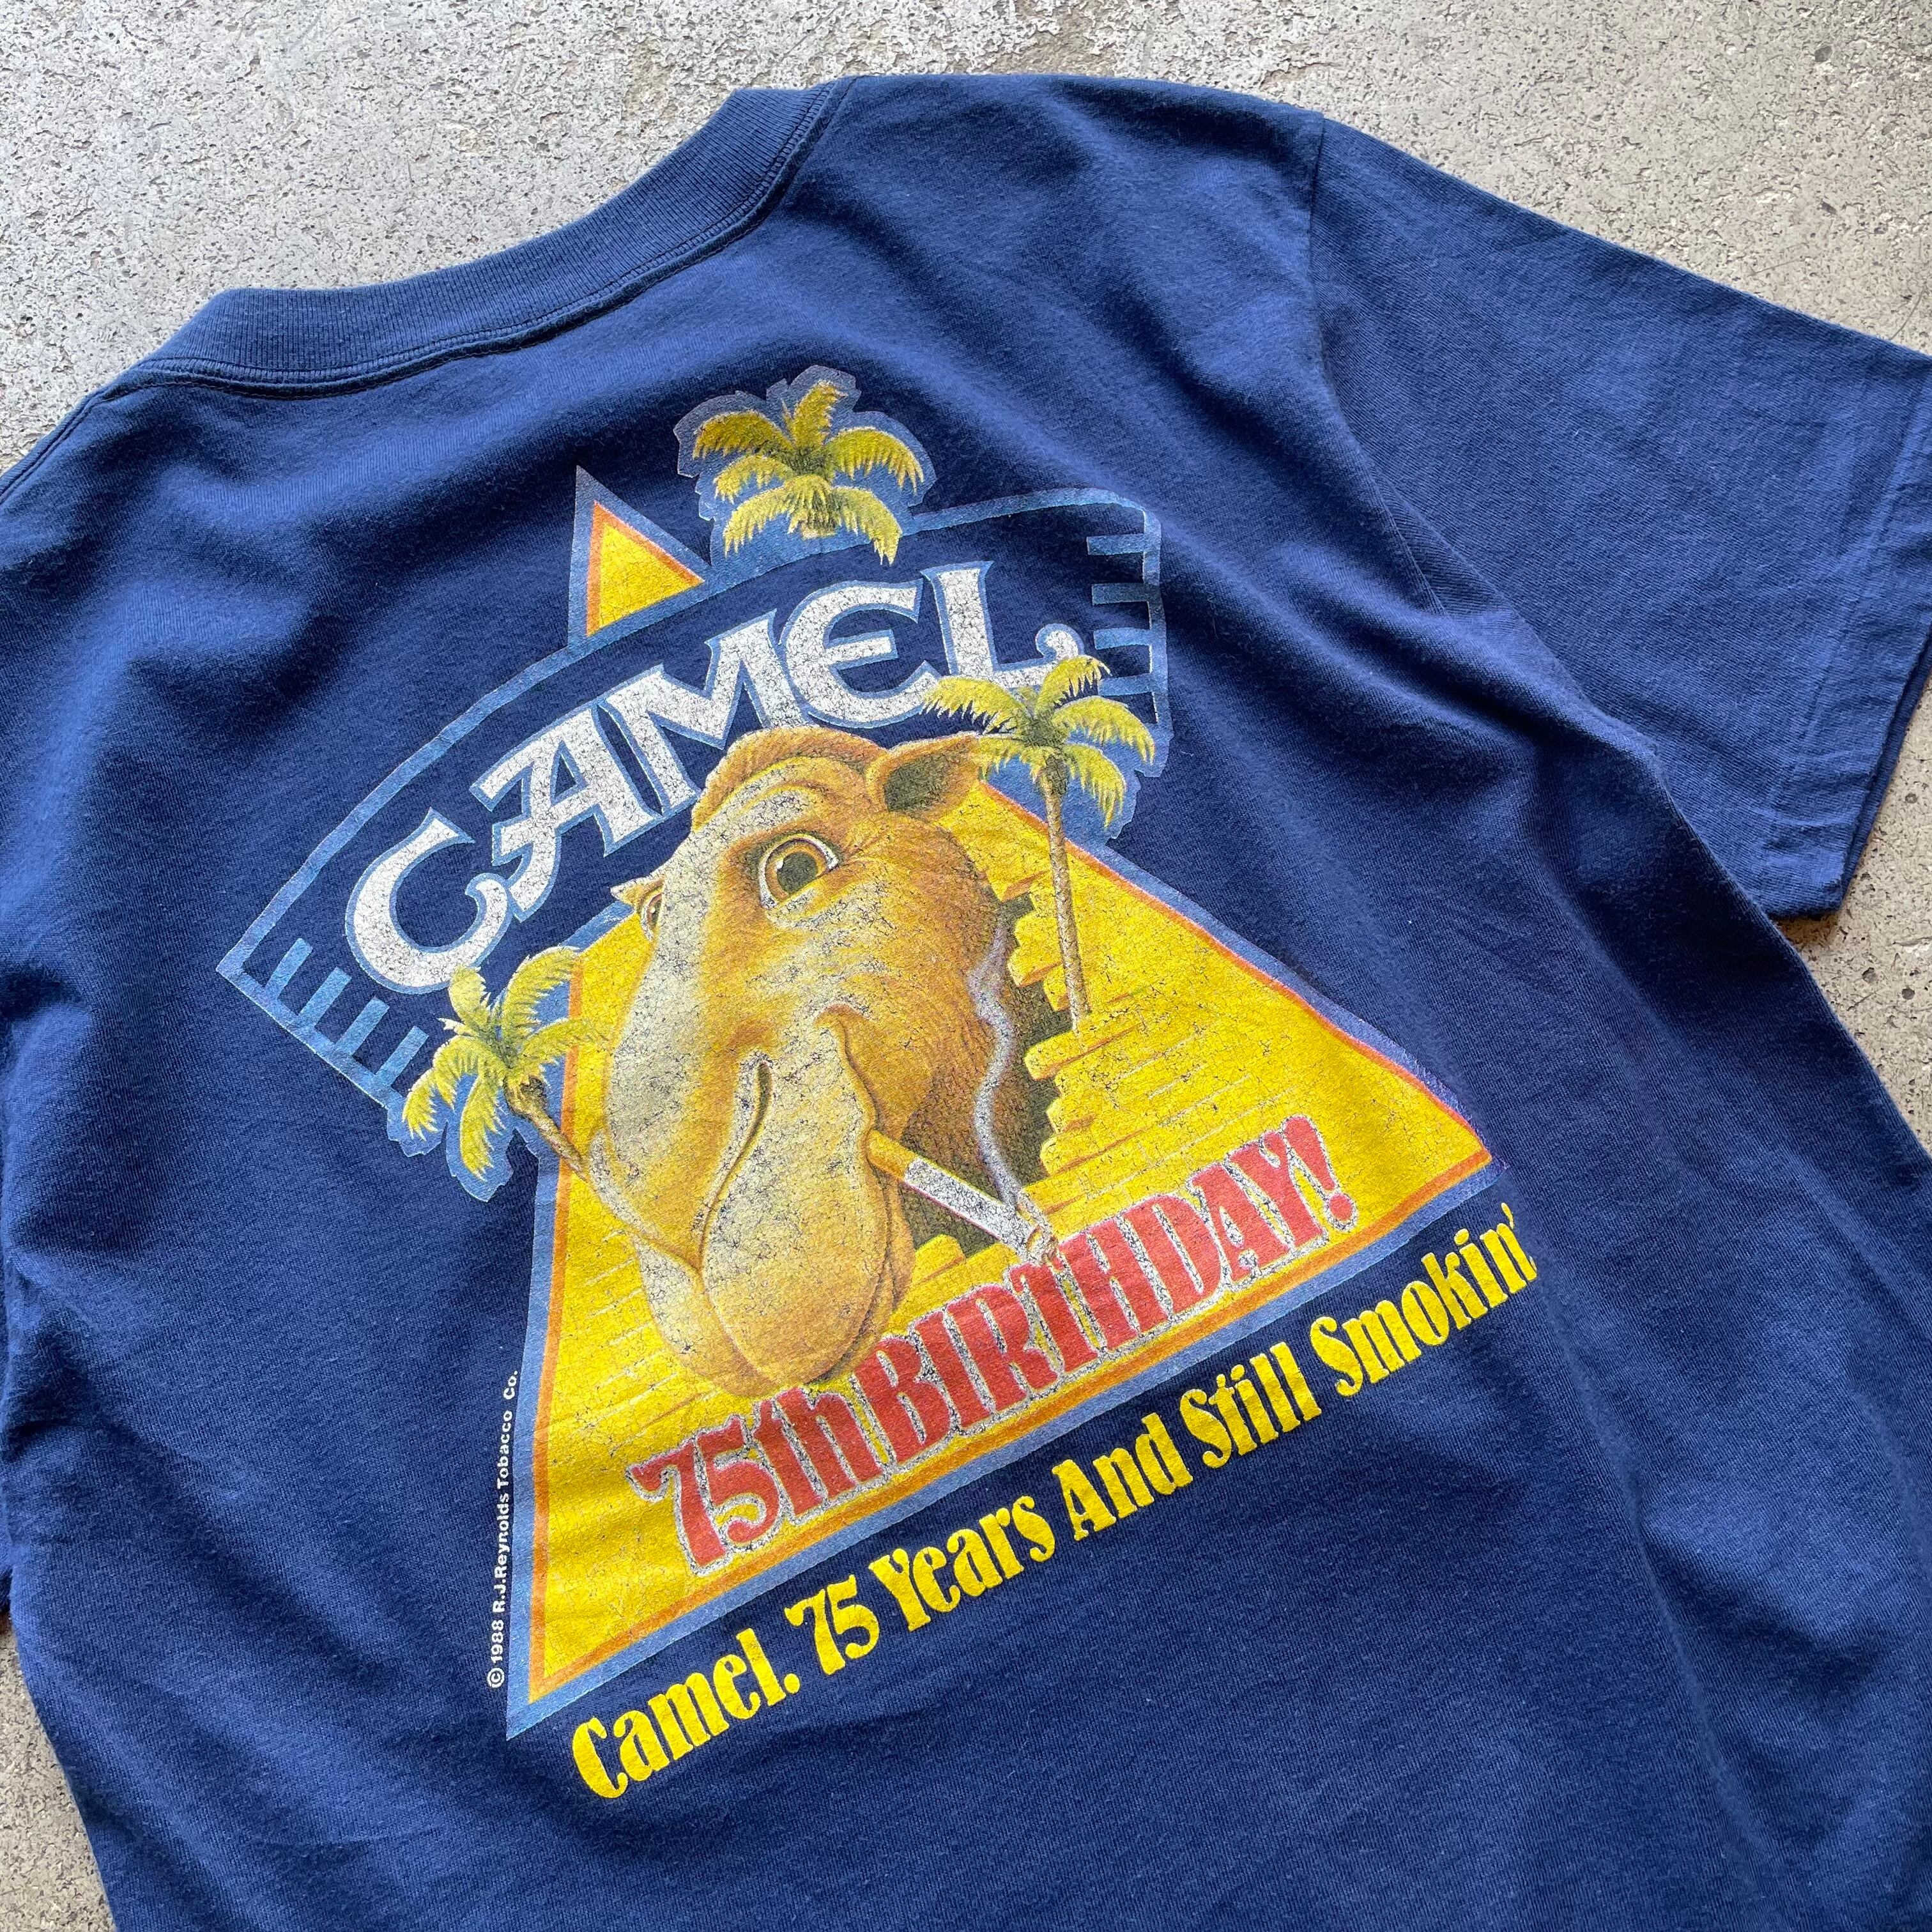 CAMEL
75th BIRTHDAY!
Camel. 75 Years And Still Smokin'
© 1988 R.J.Reynolds Tobacco Co.